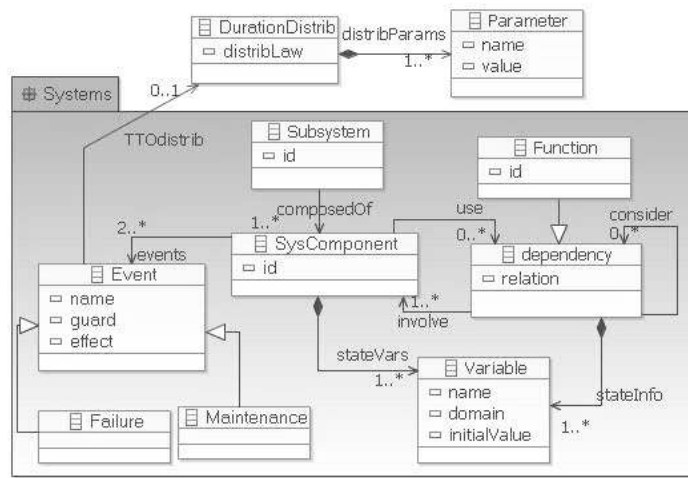 DurationDistrib
distribLaw
distribParams
1..*
Parameter
name
value
Systems
0..1
TTOdistrib
Subsystem
id
Function
id
composedOf
1..*
2..*
events
use
0..*
consider
0..*
SysComponent
id
dependency
relation
1..*
involve
Event
name
guard
effect
stateVars
1..*
Variable
name
domain
initialValue
stateInfo
1..*
Failure
Maintenance